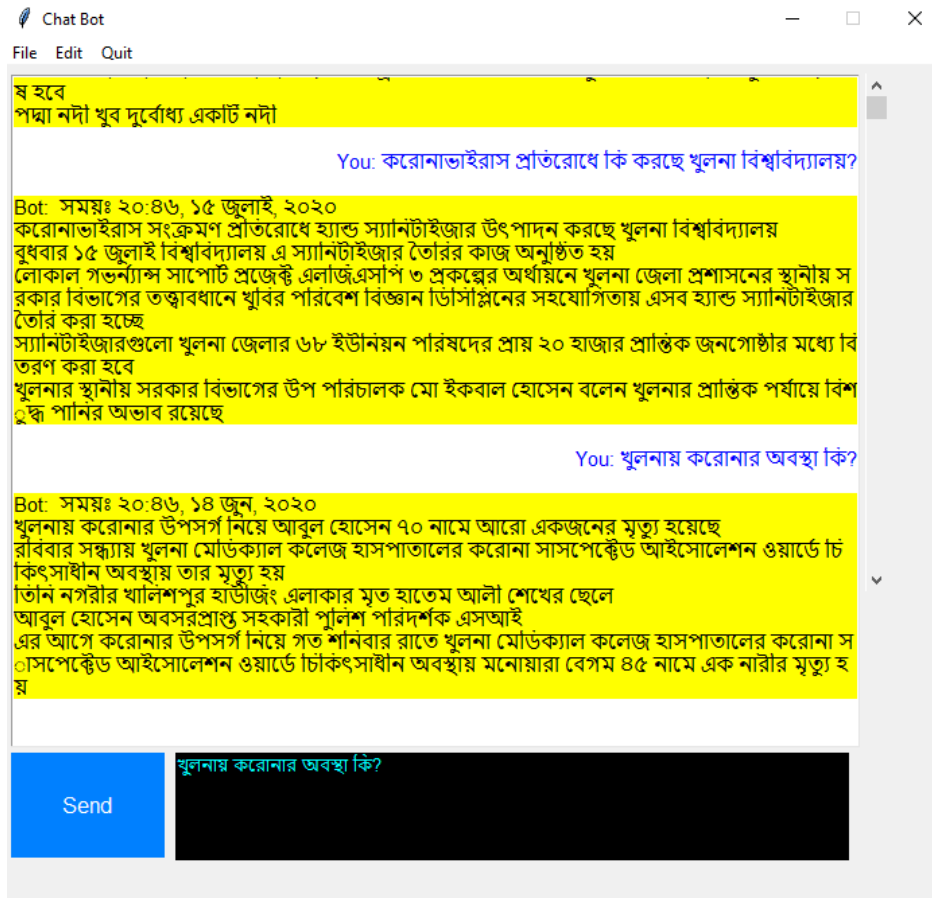 Chat Bot
File Edit Quit
ষ হবে
পদ্মা নদী খুব দুর্বোধ্য একটি নদী
You: করোনাভাইরাস প্রতিরোধে কি করছে খুলনা বিশ্ববিদ্যালয়?
Bot: সময়ঃ ২০:৪৬, ১৫ জুলাই, ২০২০
করোনাভাইরাস সংক্রমণ প্রতিরোধে হ্যান্ড স্যানিটাইজার উৎপাদন করছে খুলনা বিশ্ববিদ্যালয়
বুধবার ১৫ জুলাই বিশ্ববিদ্যালয় এ স্যানিটাইজার তৈরির কাজ অনুষ্ঠিত হয়
লোকাল গভর্ন্যান্স সাপোর্ট প্রজেক্ট এলজিএসপি ৩ প্রকল্পের অর্থায়নে খুলনা জেলা প্রশাসনের স্থানীয় স
রকার বিভাগের তত্ত্বাবধানে খুবির পরিবেশ বিজ্ঞান ডিসিপ্লিনের সহযোগিতায় এসব হ্যান্ড স্যানিটাইজার
তৈরি করা হচ্ছে
স্যানিটাইজারগুলো খুলনা জেলার ৬৮ ইউনিয়ন পরিষদের প্রায় ২০ হাজার প্রান্তিক জনগোষ্ঠীর মধ্যে বি
তরণ করা হবে
খুলনার স্থানীয় সরকার বিভাগের উপ পরিচালক মো ইকবাল হোসেন বলেন খুলনার প্রান্তিক পর্যায়ে বিশ
ুদ্ধ পানির অভাব রয়েছে
You: খুলনায় করোনার অবস্থা কি?
Bot: সময়ঃ ২০:৪৬, ১৪ জুন, ২০২০
খুলনায় করোনার উপসর্গ নিয়ে আবুল হোসেন ৭০ নামে আরো একজনের মৃত্যু হয়েছে
রবিবার সন্ধ্যায় খুলনা মেডিক্যাল কলেজ হাসপাতালের করোনা সাসপেক্টেড আইসোলেশন ওয়ার্ডে চি
কিৎসাধীন অবস্থায় তার মৃত্যু হয়
তিনি নগরীর খালিশপুর হাউজিং এলাকার মৃত হাতেম আলী শেখের ছেলে
আবুল হোসেন অবসরপ্রাপ্ত সহকারী পুলিশ পরিদর্শক এসআই
এর আগে করোনার উপসর্গ নিয়ে গত শনিবার রাতে খুলনা মেডিক্যাল কলেজ হাসপাতালের করোনা স
াসপেক্টেড আইসোলেশন ওয়ার্ডে চিকিৎসাধীন অবস্থায় মনোয়ারা বেগম ৪৫ নামে এক নারীর মৃত্যু হ
য়
Send
খুলনায় করোনার অবস্থা কি?